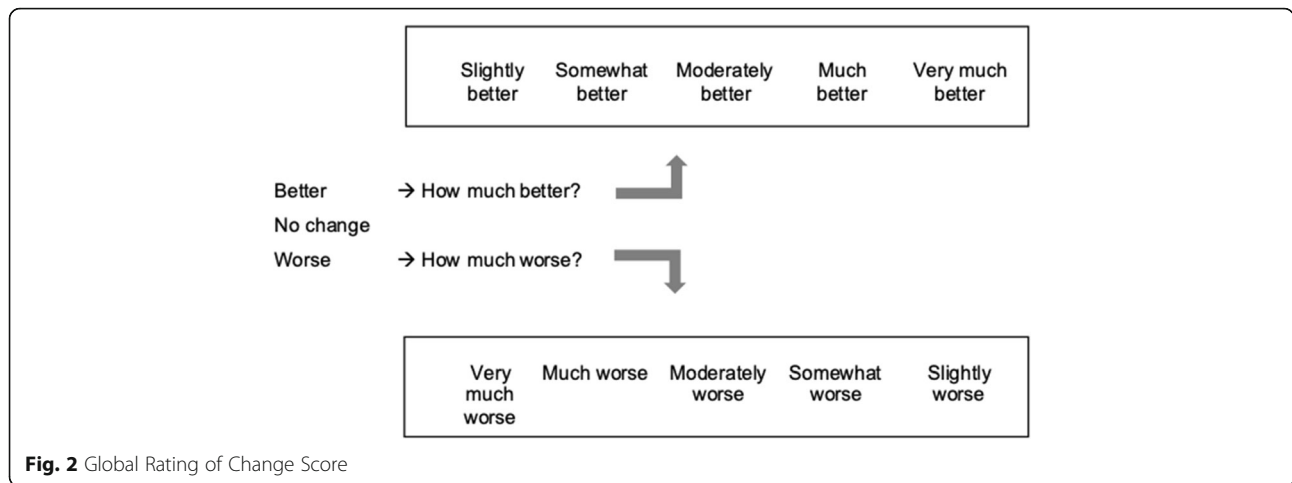 Slightly better
Somewhat better
Moderately better
Much better
Very much better
Better → How much better?
No change
Worse → How much worse?
Very much worse
Much worse
Moderately worse
Somewhat worse
Slightly worse
Fig. 2 Global Rating of Change Score